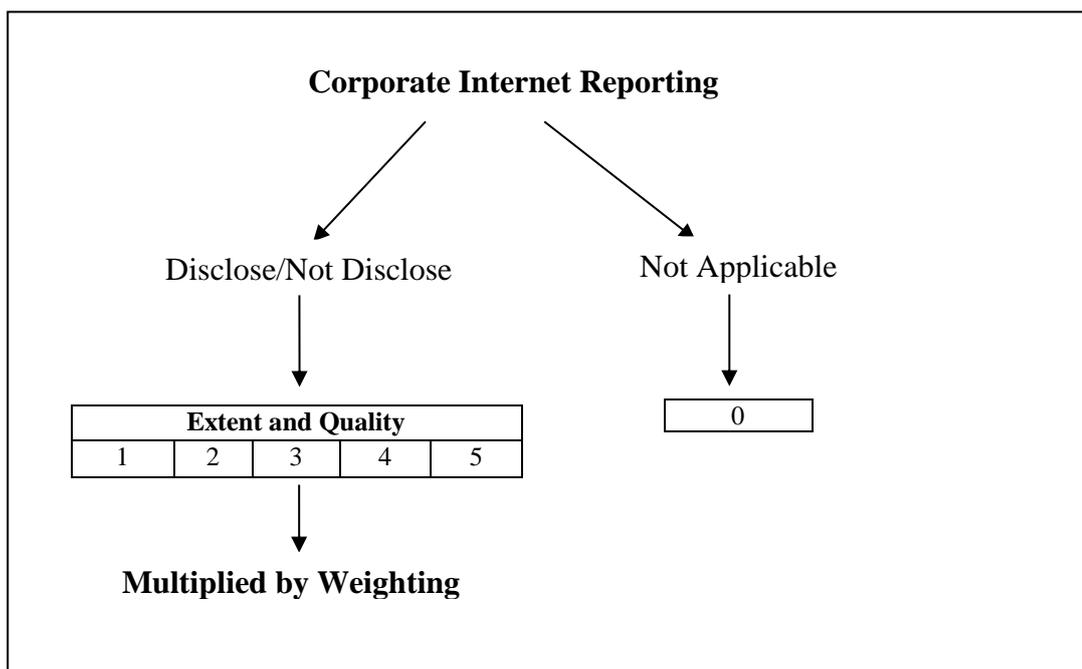 Corporate Internet Reporting
Disclose/Not Disclose
Not Applicable
Extent and Quality
1 2 3 4 5
0
Multiplied by Weighting